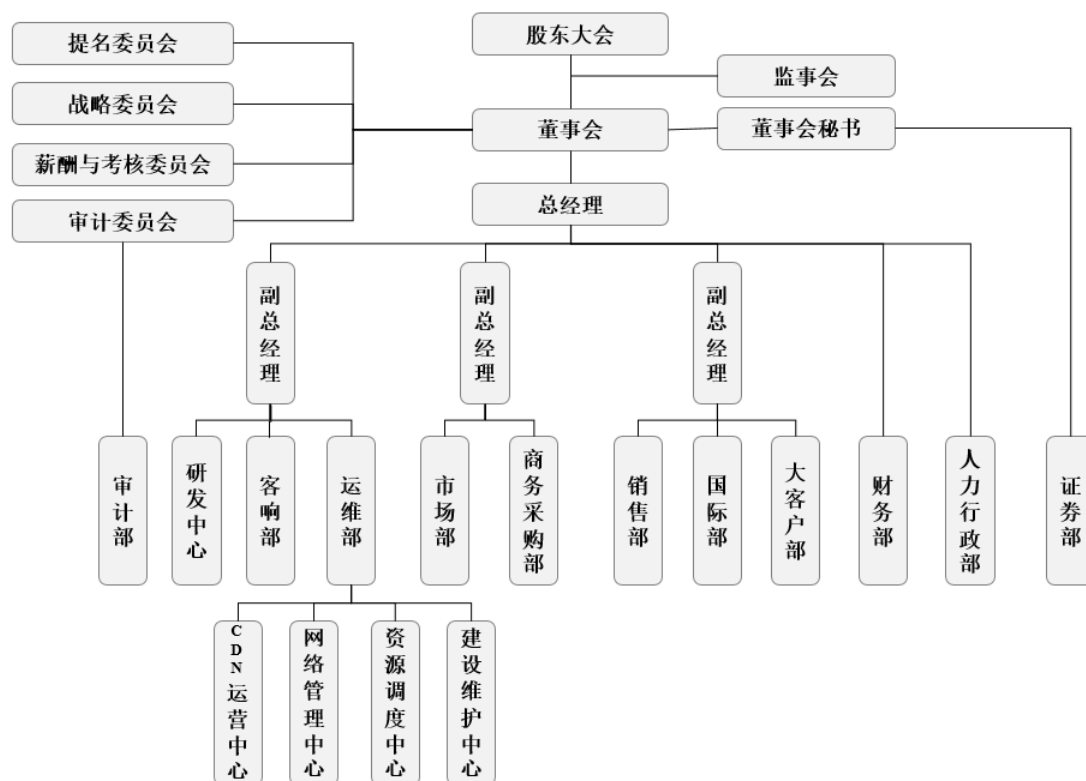 股东大会
提名委员会
监事会
战略委员会
董事会
董事会秘书
薪酬与考核委员会
总经理
审计委员会
副总经理
副总经理
副总经理
审计部
研发中心
客响部
运维部
市场部
商务采购部
销售部
国际部
大客户部
财务部
人力行政部
证券部
CDN运营中心
网络管理中心
资源调度中心
建设维护中心